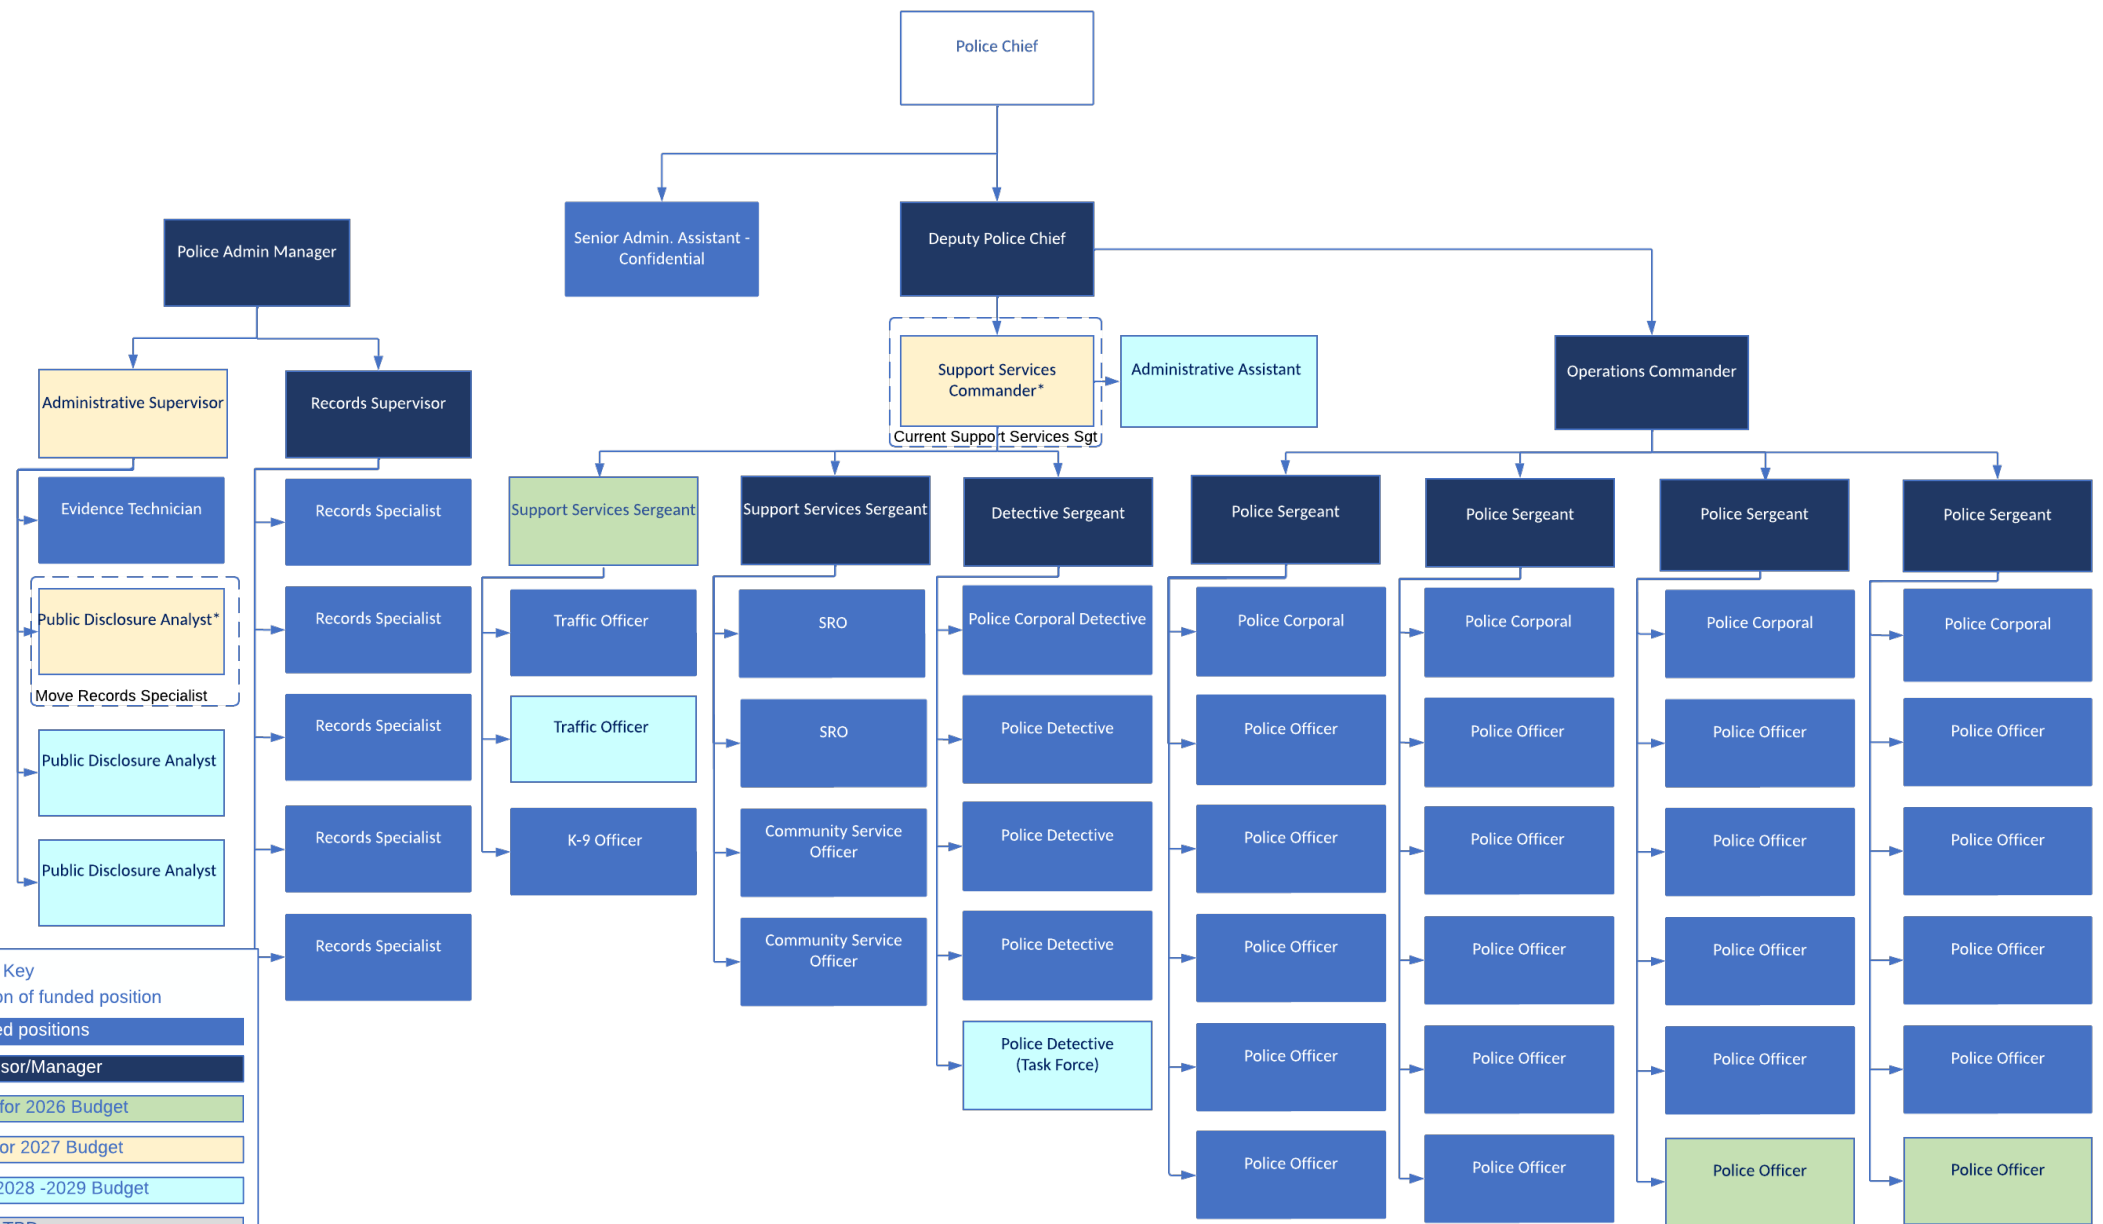 Police Chief
Senior Admin. Assistant -
Confidential
Deputy Police Chief
Police Admin Manager
Support Services
Commander*
Current Support Services Sgt
Administrative Assistant
Operations Commander
Administrative Supervisor
Records Supervisor
Evidence Technician
Public Disclosure Analyst*
Move Records Specialist
Public Disclosure Analyst
Public Disclosure Analyst
Records Specialist
Records Specialist
Records Specialist
Records Specialist
Records Specialist
Support Services Sergeant
Traffic Officer
Traffic Officer
K-9 Officer
Support Services Sergeant
SRO
SRO
Community Service
Officer
Community Service
Officer
Detective Sergeant
Police Corporal Detective
Police Detective
Police Detective
Police Detective
Police Detective
(Task Force)
Police Sergeant
Police Corporal
Police Officer
Police Officer
Police Officer
Police Officer
Police Officer
Police Sergeant
Police Corporal
Police Officer
Police Officer
Police Officer
Police Officer
Police Officer
Police Sergeant
Police Corporal
Police Officer
Police Officer
Police Officer
Police Officer
Police Officer
Police Sergeant
Police Corporal
Police Officer
Police Officer
Police Officer
Police Officer
Police Officer
Key
on of funded position
ed positions
sor/Manager
for 2026 Budget
or 2027 Budget
2028 -2029 Budget